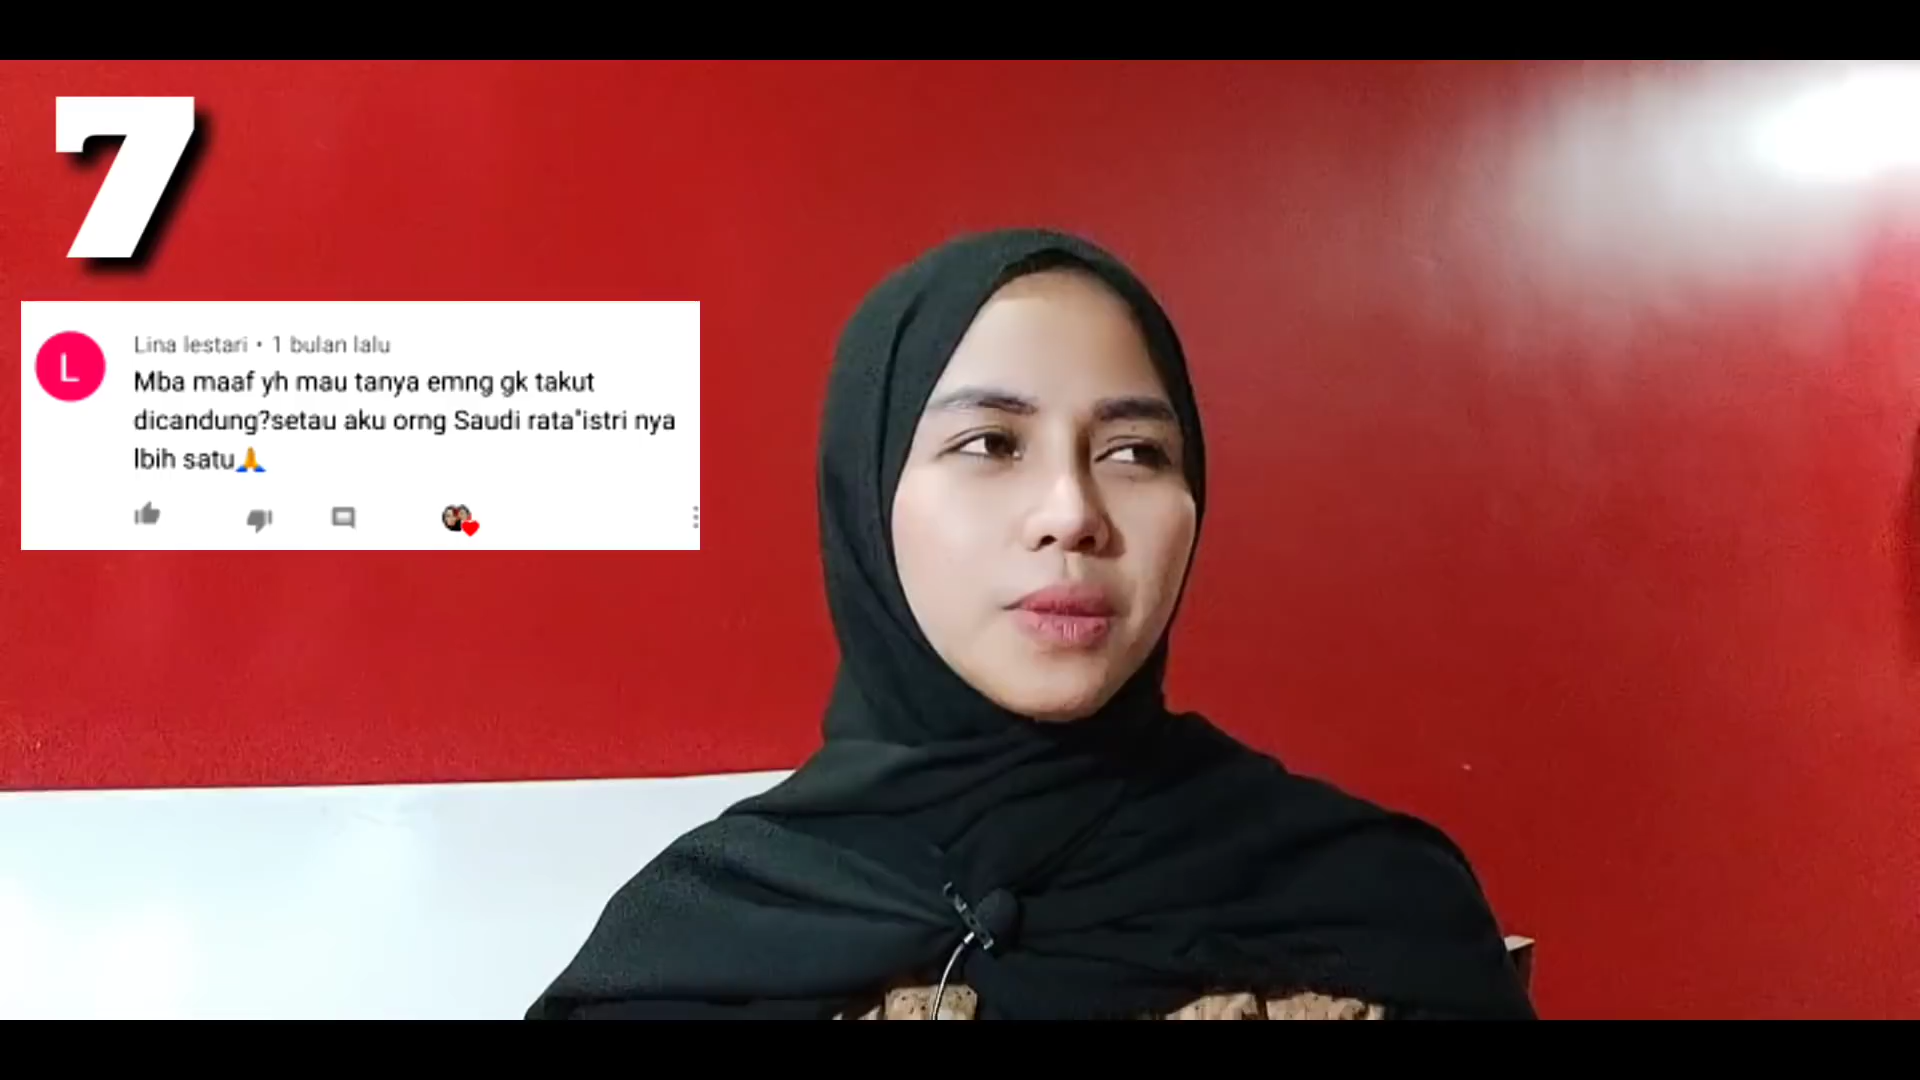 7
L
Lina lestari • 1 bulan lalu
Mba maaf yh mau tanya emng gk takut
dicandung?setau aku orng Saudi rata"istri nya
lbih satu🙏